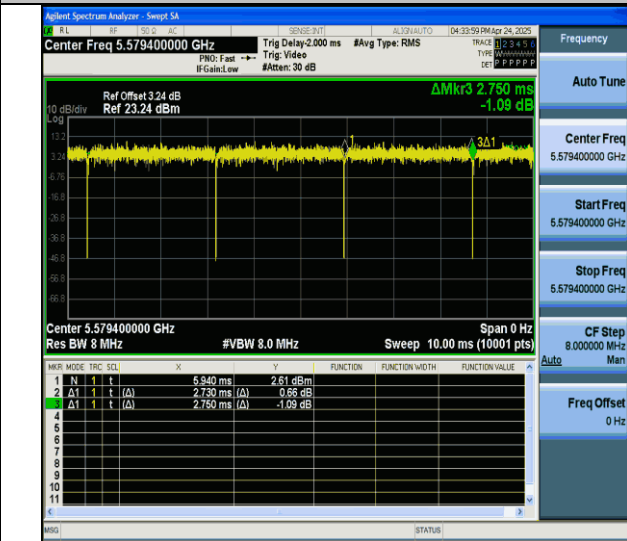 Agilent Spectrum Analyzer - Swept SA
RL RF 50 Ω AC SENSE:INT ALIGNAUTO 04:33:59 PM Apr 24, 2025
Center Freq 5.579400000 GHz
PNO: Fast
IFGain:Low
Trig Delay-2.000 ms
Trig: Video
#Atten: 30 dB
#Avg Type: RMS
TRACE 1 2 3 4 5 6
TYPE WWWWWW
DET P P P P P P
Ref Offset 3.24 dB
Ref 23.24 dBm
10 dB/div
Log
ΔMkr3 2.750 ms
-1.09 dB
13.2
3.24
-6.76
-16.8
-26.8
-36.8
-46.8
-56.8
-66.8
1
3Δ1
Center 5.579400000 GHz
Span 0 Hz
Res BW 8 MHz
#VBW 8.0 MHz
Sweep 10.00 ms (10001 pts)
MKR MODE TRC SCL X Y FUNCTION FUNCTION WIDTH FUNCTION VALUE
1 N 1 t 5.940 ms 2.61 dBm
2 Δ1 1 t (Δ) 2.730 ms (Δ) 0.66 dB
3 Δ1 1 t (Δ) 2.750 ms (Δ) -1.09 dB
4
5
6
7
8
9
10
11
MSG
STATUS
Frequency
Auto Tune
Center Freq
5.579400000 GHz
Start Freq
5.579400000 GHz
Stop Freq
5.579400000 GHz
CF Step
8.000000 MHz
Auto Man
Freq Offset
0 Hz